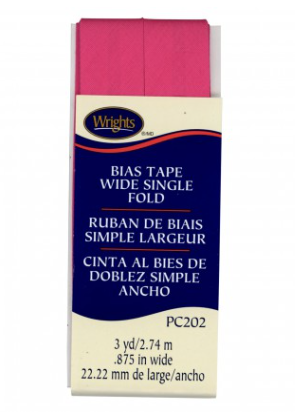 Wrights
BIAS TAPE
WIDE SINGLE
FOLD
RUBAN DE BIAIS
SIMPLE LARGEUR
CINTA AL BIES DE
DOBLEZ SIMPLE
ANCHO
PC202
3 yd/2.74 m
.875 in wide
22.22 mm de large/ancho